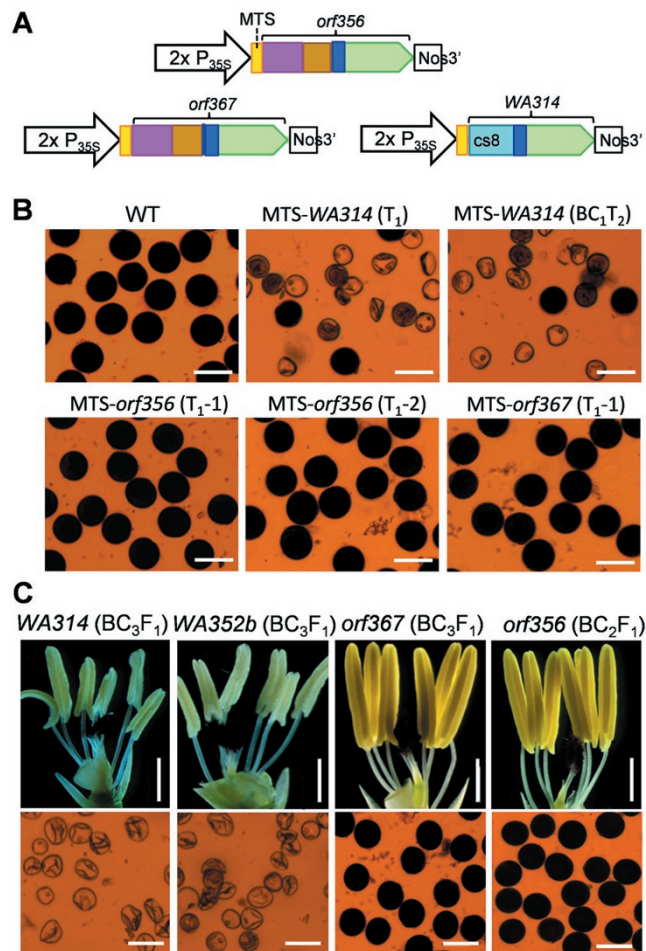 A
MTS
orf356
2x P35S
Nos3'
orf367
WA314
2x P35S
Nos3'
2x P35S
cs8
Nos3'
B
WT
MTS-WA314 (T1)
MTS-WA314 (BC1T2)
MTS-orf356 (T1-1)
MTS-orf356 (T1-2)
MTS-orf367 (T1-1)
C
WA314 (BC3F1)
WA352b (BC3F1)
orf367 (BC3F1)
orf356 (BC2F1)